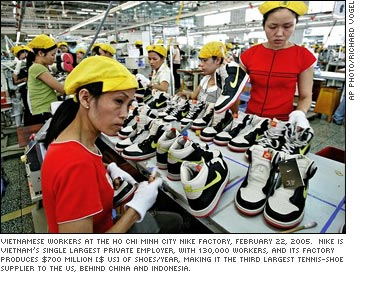 AP PHOTO/RICHARD VOGEL
VIETNAMESE WORKERS AT THE HO CHI MINH CITY NIKE FACTORY, FEBRUARY 22, 2005. NIKE IS
VIETNAM'S SINGLE LARGEST PRIVATE EMPLOYER, WITH 130,000 WORKERS, AND ITS FACTORY
PRODUCES $700 MILLION ($ US) OF SHOES/YEAR, MAKING IT THE THIRD LARGEST TENNIS-SHOE
SUPPLIER TO THE US, BEHIND CHINA AND INDONESIA.